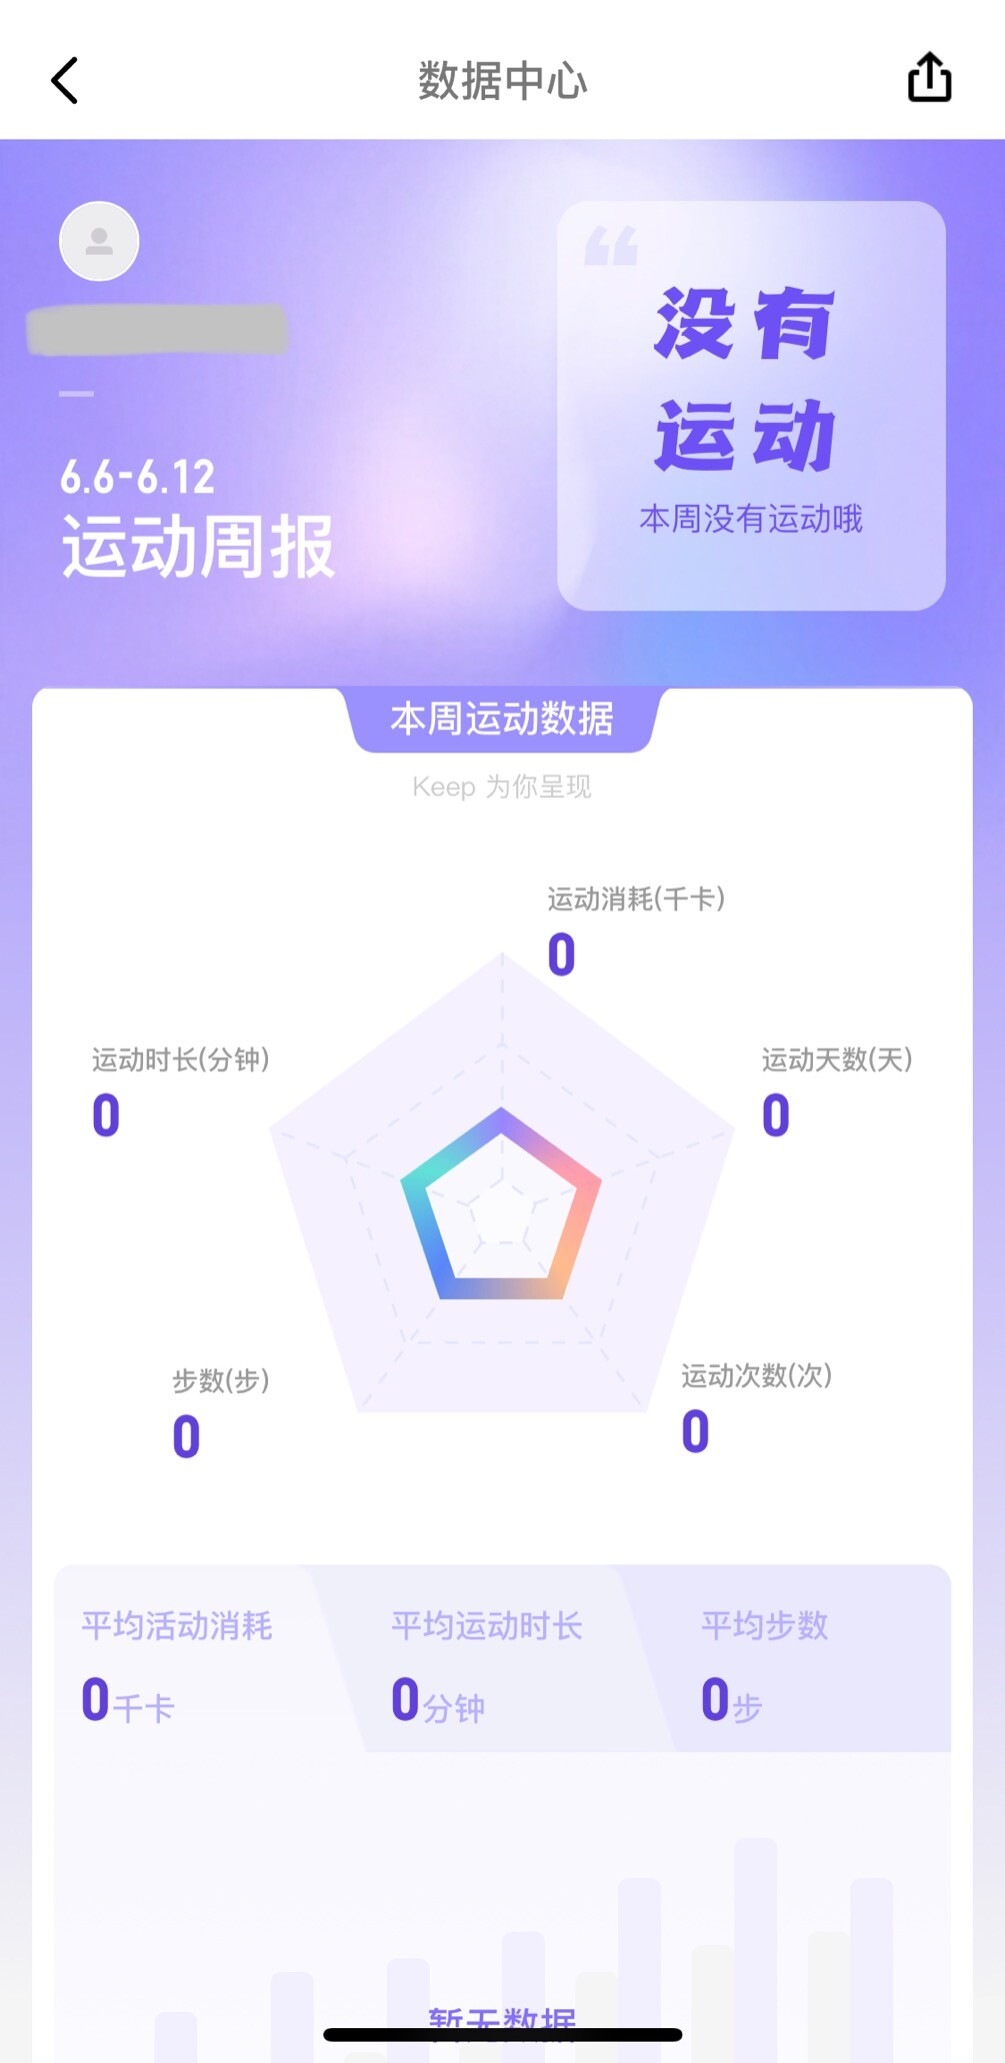 数据中心
6.6-6.12
运动周报
没有
运动
本周没有运动哦
本周运动数据
Keep 为你呈现
运动消耗(千卡)
0
运动时长(分钟)
0
运动天数(天)
0
步数(步)
0
运动次数(次)
0
平均活动消耗
0千卡
平均运动时长
0分钟
平均步数
0步
暂无数据